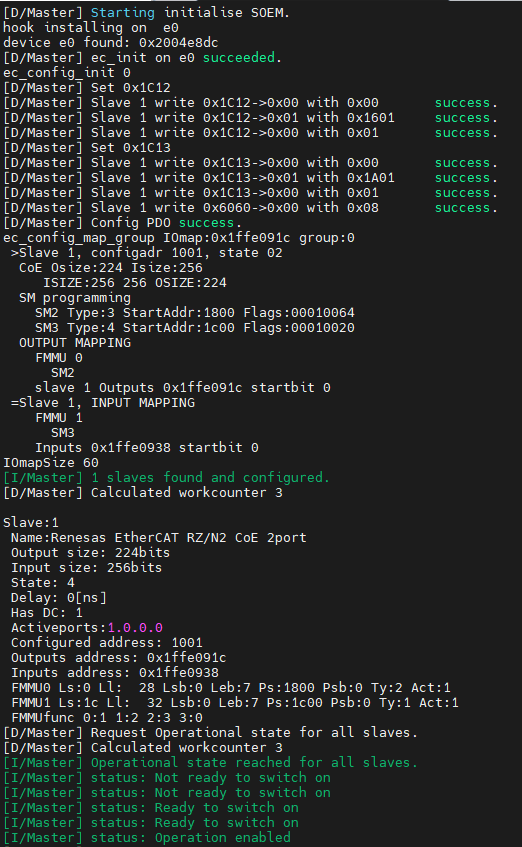 [D/Master] Starting initialise SOEM.
hook installing on  e0
device e0 found: 0x2004e8dc
[D/Master] ec_init on e0 succeeded.
ec_config_init 0
[D/Master] Set 0x1C12
[D/Master] Slave 1 write 0x1C12->0x00 with 0x00       success.
[D/Master] Slave 1 write 0x1C12->0x01 with 0x1601     success.
[D/Master] Slave 1 write 0x1C12->0x00 with 0x01       success.
[D/Master] Set 0x1C13
[D/Master] Slave 1 write 0x1C13->0x00 with 0x00       success.
[D/Master] Slave 1 write 0x1C13->0x01 with 0x1A01     success.
[D/Master] Slave 1 write 0x1C13->0x00 with 0x01       success.
[D/Master] Slave 1 write 0x6060->0x00 with 0x08       success.
[D/Master] Config PDO success.
ec_config_map_group IOmap:0x1ffe091c group:0
 >Slave 1, configadr 1001, state 02
  CoE Osize:224 Isize:256
     ISIZE:256 256 OSIZE:224
  SM programming
    SM2 Type:3 StartAddr:1800 Flags:00010064
    SM3 Type:4 StartAddr:1c00 Flags:00010020
  OUTPUT MAPPING
    FMMU 0
      SM2
    slave 1 Outputs 0x1ffe091c startbit 0
 =Slave 1, INPUT MAPPING
    FMMU 1
      SM3
    Inputs 0x1ffe0938 startbit 0
IOmapSize 60
[I/Master] 1 slaves found and configured.
[D/Master] Calculated workcounter 3

Slave:1
 Name:Renesas EtherCAT RZ/N2 CoE 2port
 Output size: 224bits
 Input size: 256bits
 State: 4
 Delay: 0[ns]
 Has DC: 1
 Activeports:1.0.0.0
 Configured address: 1001
 Outputs address: 0x1ffe091c
 Inputs address: 0x1ffe0938
 FMMU0 Ls:0 Ll:  28 Lsb:0 Leb:7 Ps:1800 Psb:0 Ty:2 Act:1
 FMMU1 Ls:1c Ll:  32 Lsb:0 Leb:7 Ps:1c00 Psb:0 Ty:1 Act:1
 FMMUfunc 0:1 1:2 2:3 3:0
[D/Master] Request Operational state for all slaves.
[D/Master] Calculated workcounter 3
[I/Master] Operational state reached for all slaves.
[I/Master] status: Not ready to switch on
[I/Master] status: Not ready to switch on
[I/Master] status: Ready to switch on
[I/Master] status: Ready to switch on
[I/Master] status: Operation enabled